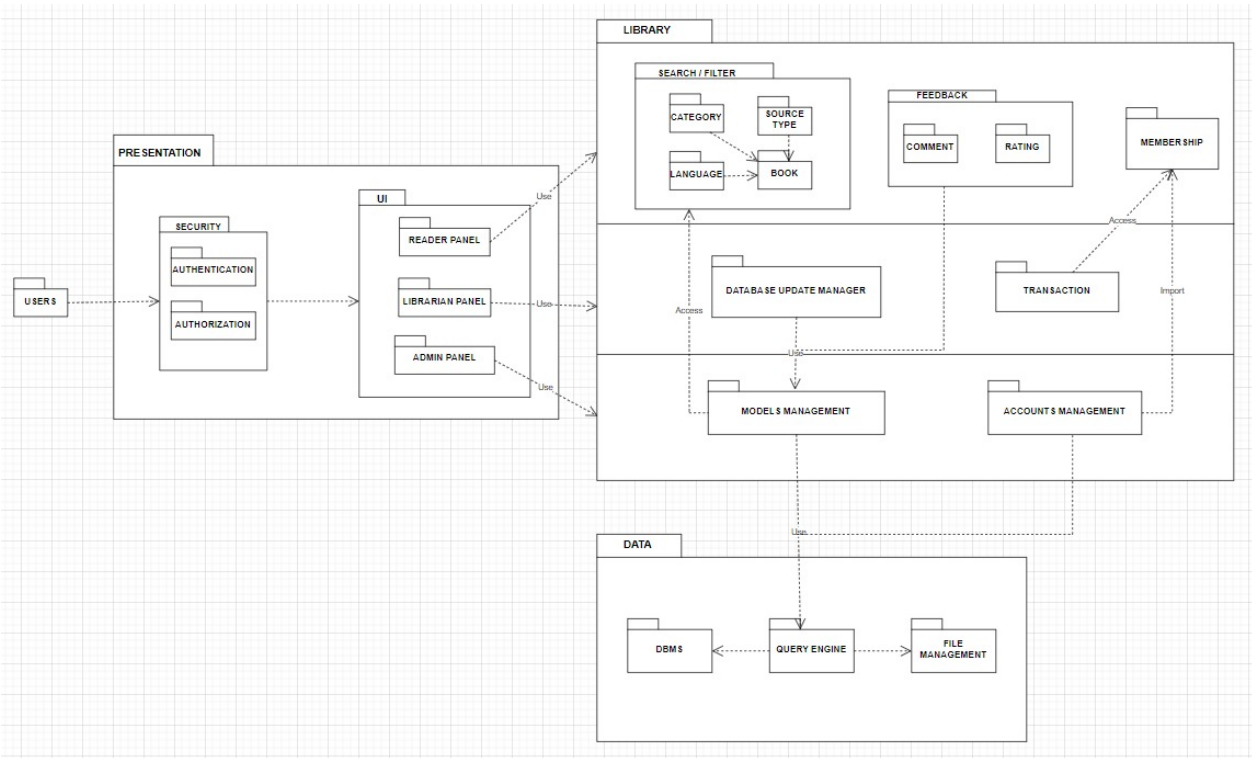 LIBRARY
SEARCH / FILTER
CATEGORY
SOURCE
TYPE
LANGUAGE
BOOK
FEEDBACK
COMMENT
RATING
MEMBERSHIP
PRESENTATION
SECURITY
AUTHENTICATION
AUTHORIZATION
UI
READER PANEL
LIBRARIAN PANEL
ADMIN PANEL
USERS
Use
Use
Use
Access
DATABASE UPDATE MANAGER
TRANSACTION
Access
Import
Use
MODELS MANAGEMENT
ACCOUNTS MANAGEMENT
Use
DATA
DBMS
QUERY ENGINE
FILE
MANAGEMENT